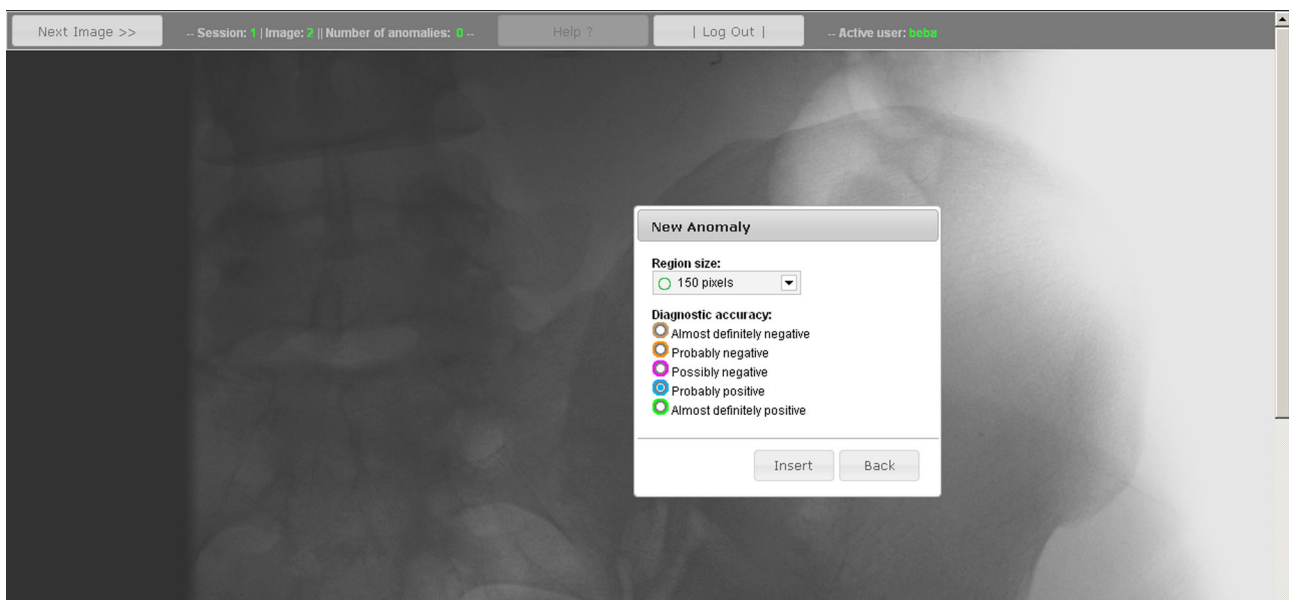 Next Image >> -- Session: 1 | Image: 2 || Number of anomalies: 0 -- Help ? | Log Out | -- Active user: beba
New Anomaly
Region size:
150 pixels
Diagnostic accuracy:
Almost definitely negative
Probably negative
Possibly negative
Probably positive
Almost definitely positive
Insert Back